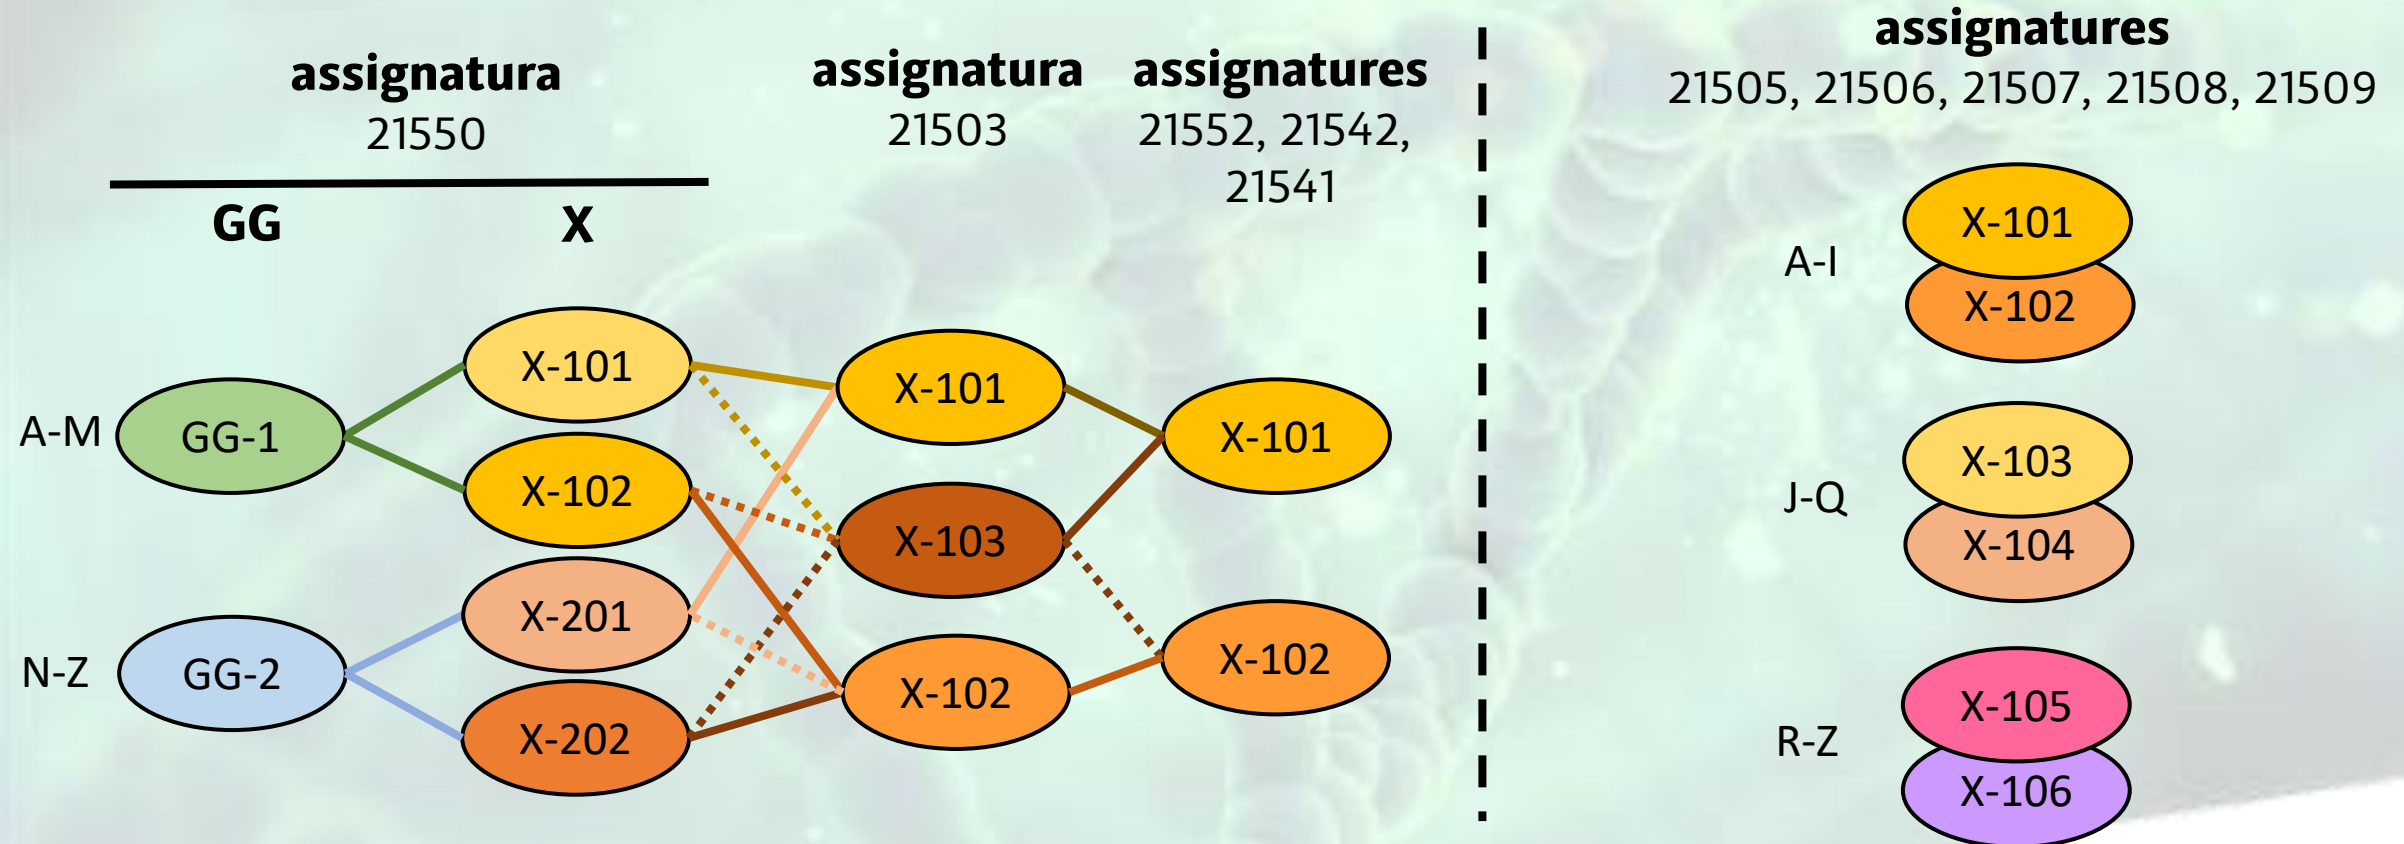 assignatura
21550
GG
X
A-M
GG-1
N-Z
GG-2
X-101
X-102
X-201
X-202
assignatura
21503
X-101
X-103
X-102
assignatures
21552, 21542,
21541
X-101
X-102
assignatures
21505, 21506, 21507, 21508, 21509
A-I
X-101
X-102
J-Q
X-103
X-104
R-Z
X-105
X-106